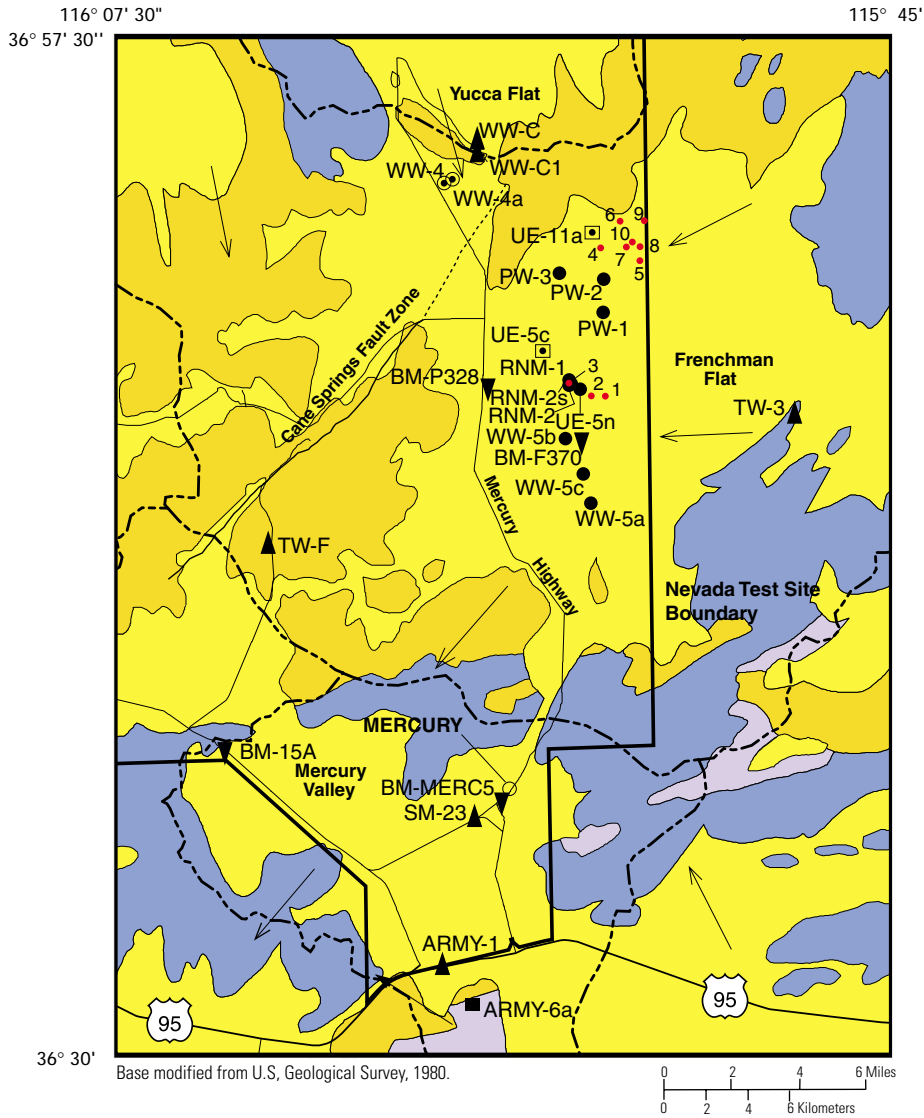 116° 07' 30"
115° 45'
36° 57' 30''
Yucca Flat
WW-C
WW-C1
WW-4
WW-4a
6
9
UE-11a
10
4
7
8
5
PW-3
PW-2
PW-1
Cane Springs Fault Zone
UE-5c
RNM-1
3
BM-P328
Frenchman
Flat
2
1
RNM-2s
RNM-2
TW-3
UE-5n
WW-5b
BM-F370
WW-5c
WW-5a
Mercury
Highway
TW-F
Nevada Test Site
Boundary
MERCURY
BM-15A
Mercury
Valley
BM-MERC5
SM-23
ARMY-1
ARMY-6a
95
95
36° 30'
Base modified from U.S, Geological Survey, 1980.
0 2 4 6 Miles
0 2 4 6 Kilometers